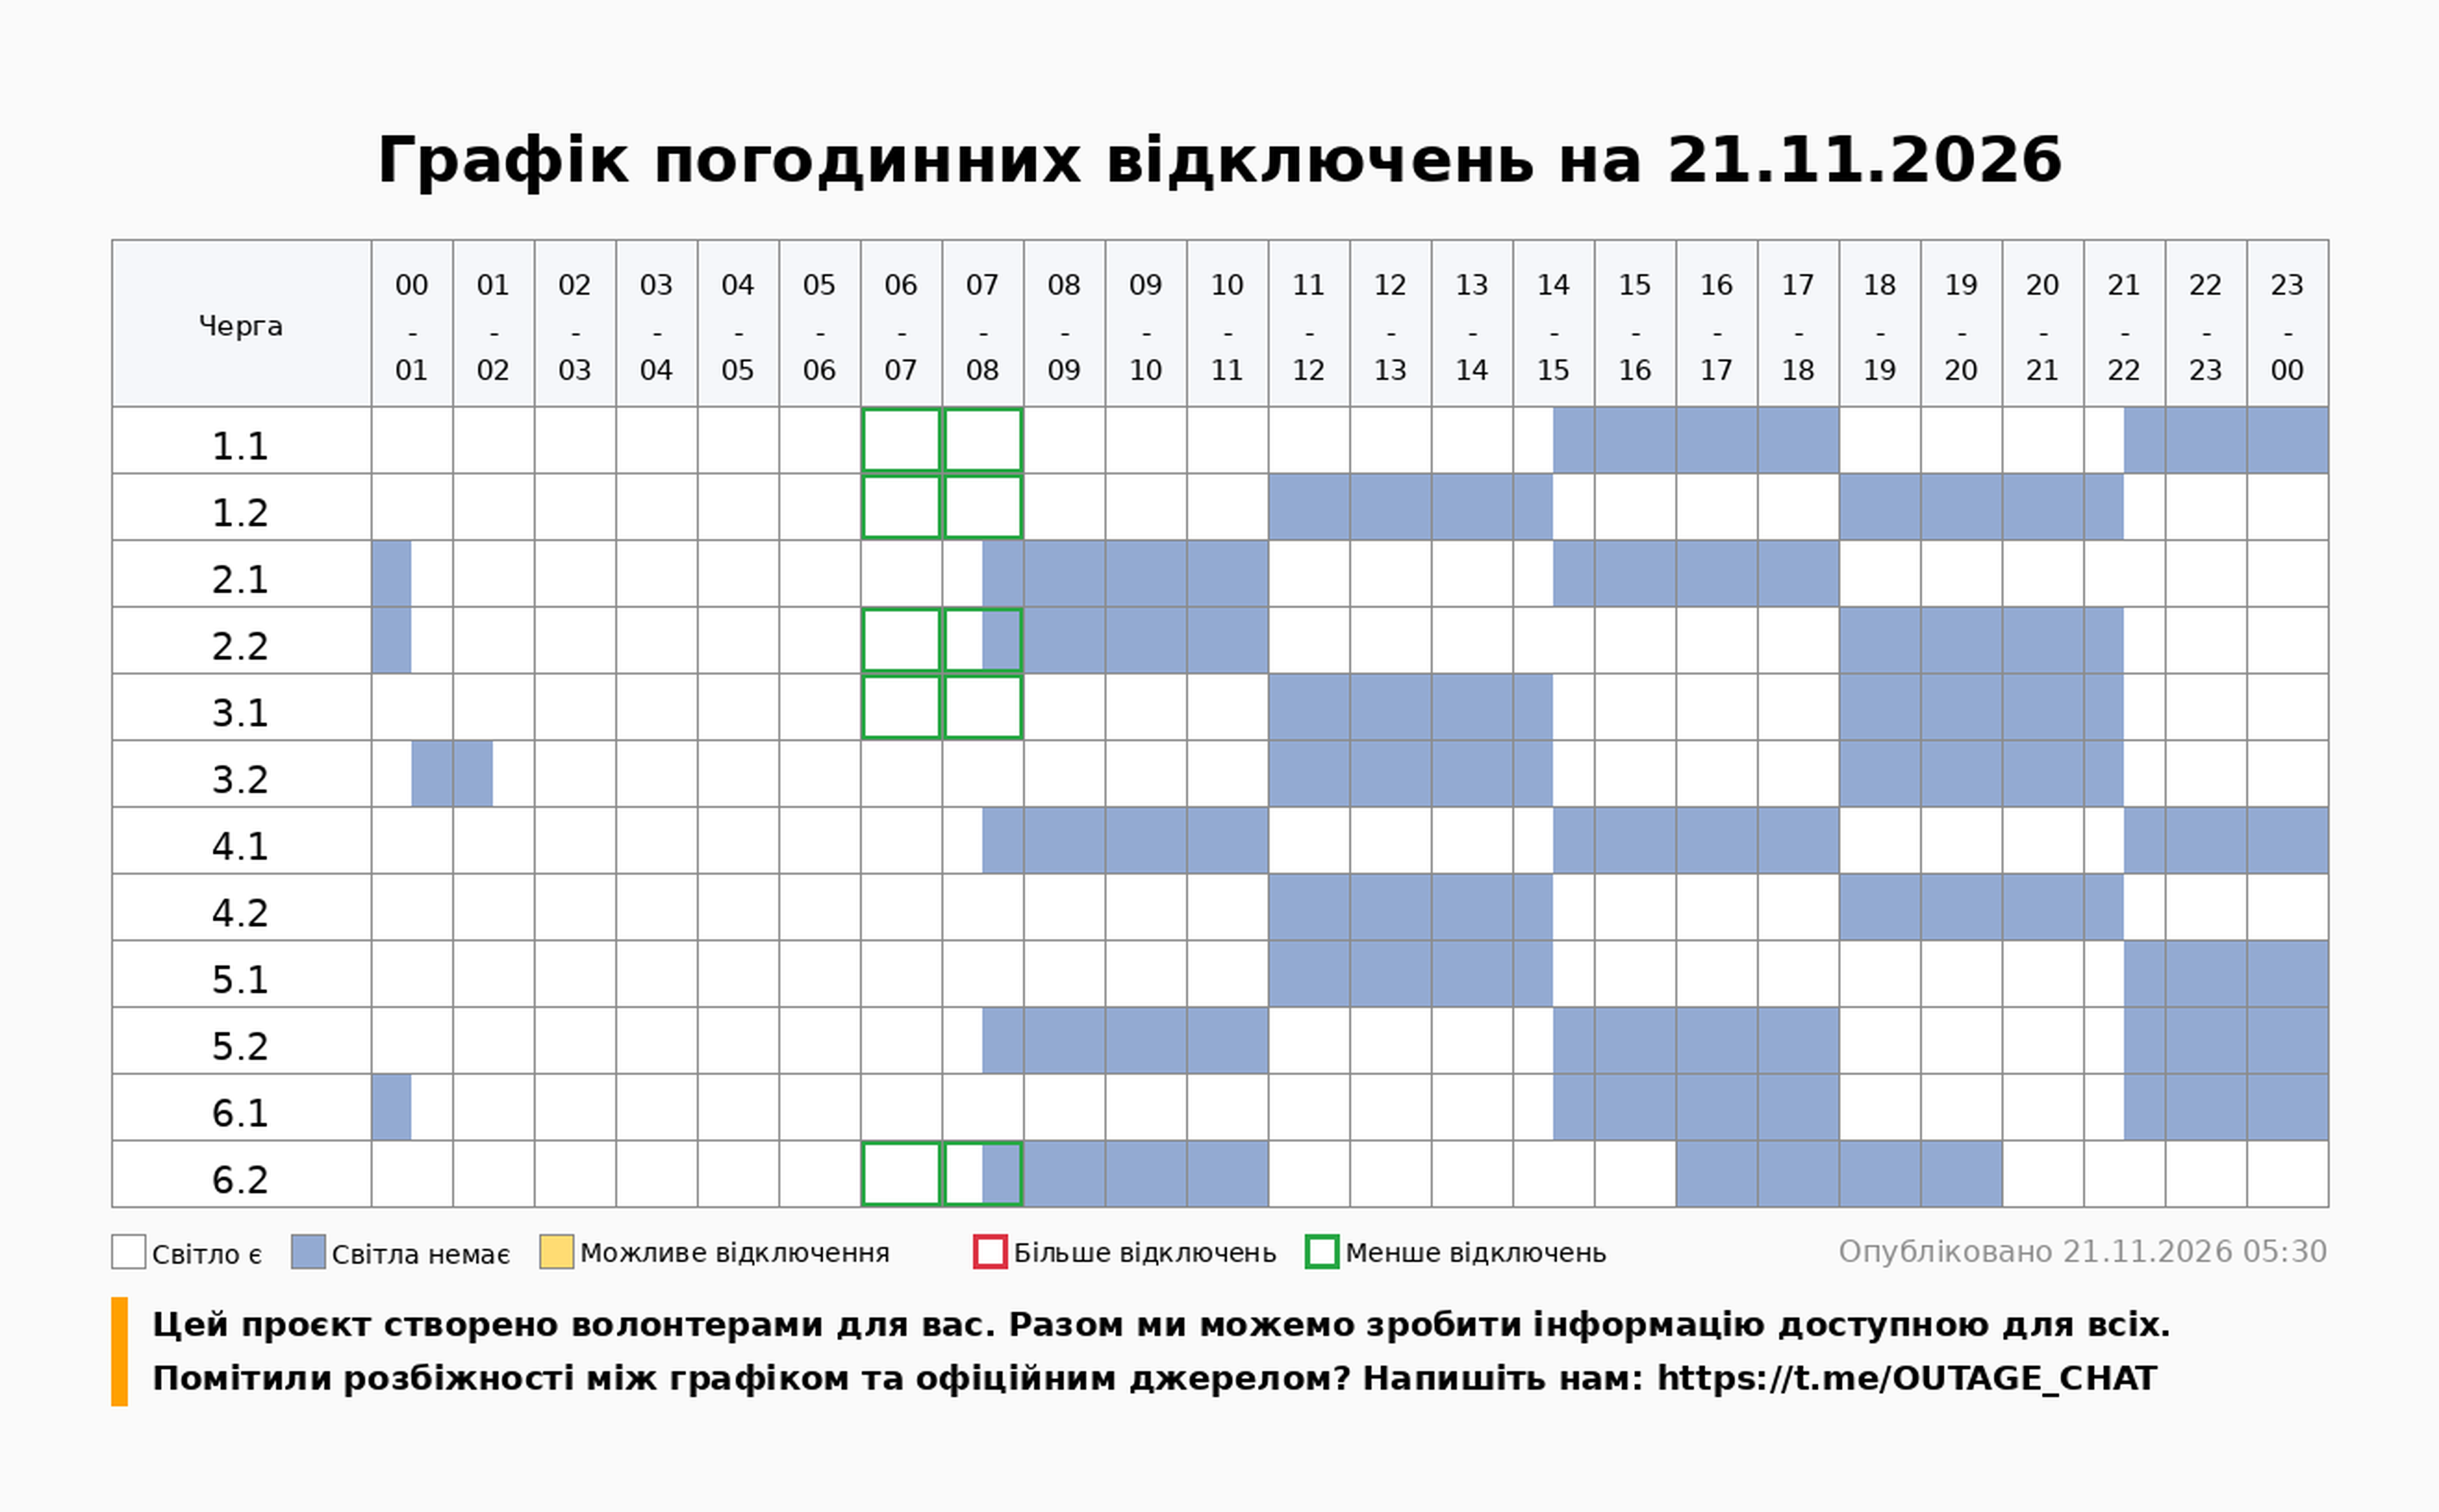 Графік погодинних відключень на 21.11.2026
Черга
00 - 01
01 - 02
02 - 03
03 - 04
04 - 05
05 - 06
06 - 07
07 - 08
08 - 09
09 - 10
10 - 11
11 - 12
12 - 13
13 - 14
14 - 15
15 - 16
16 - 17
17 - 18
18 - 19
19 - 20
20 - 21
21 - 22
22 - 23
23 - 00
1.1
1.2
2.1
2.2
3.1
3.2
4.1
4.2
5.1
5.2
6.1
6.2
Світло є
Світла немає
Можливе відключення
Більше відключень
Менше відключень
Опубліковано 21.11.2026 05:30
Цей проєкт створено волонтерами для вас. Разом ми можемо зробити інформацію доступною для всіх.
Помітили розбіжності між графіком та офіційним джерелом? Напишіть нам: https://t.me/OUTAGE_CHAT